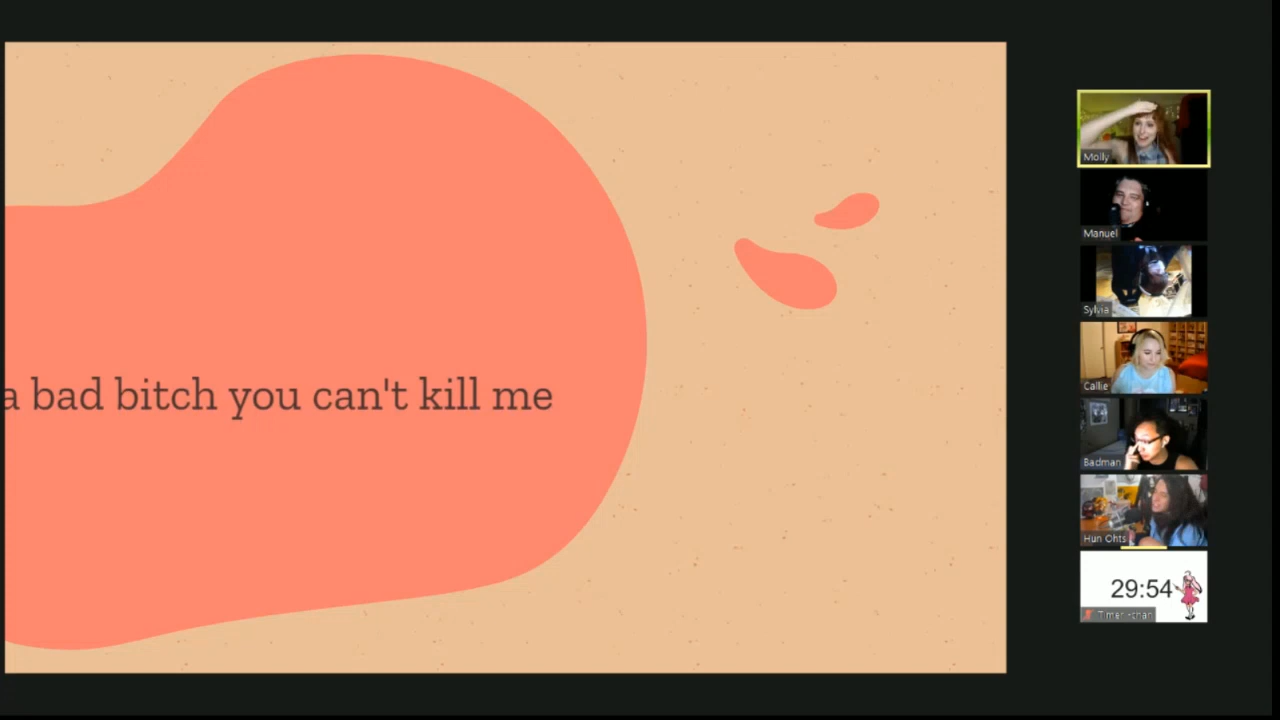 a bad bitch you can't kill me
Molly
Manuel
Sylvia
Callie
Badman
Hun Ohts
29:54
Timer -chan